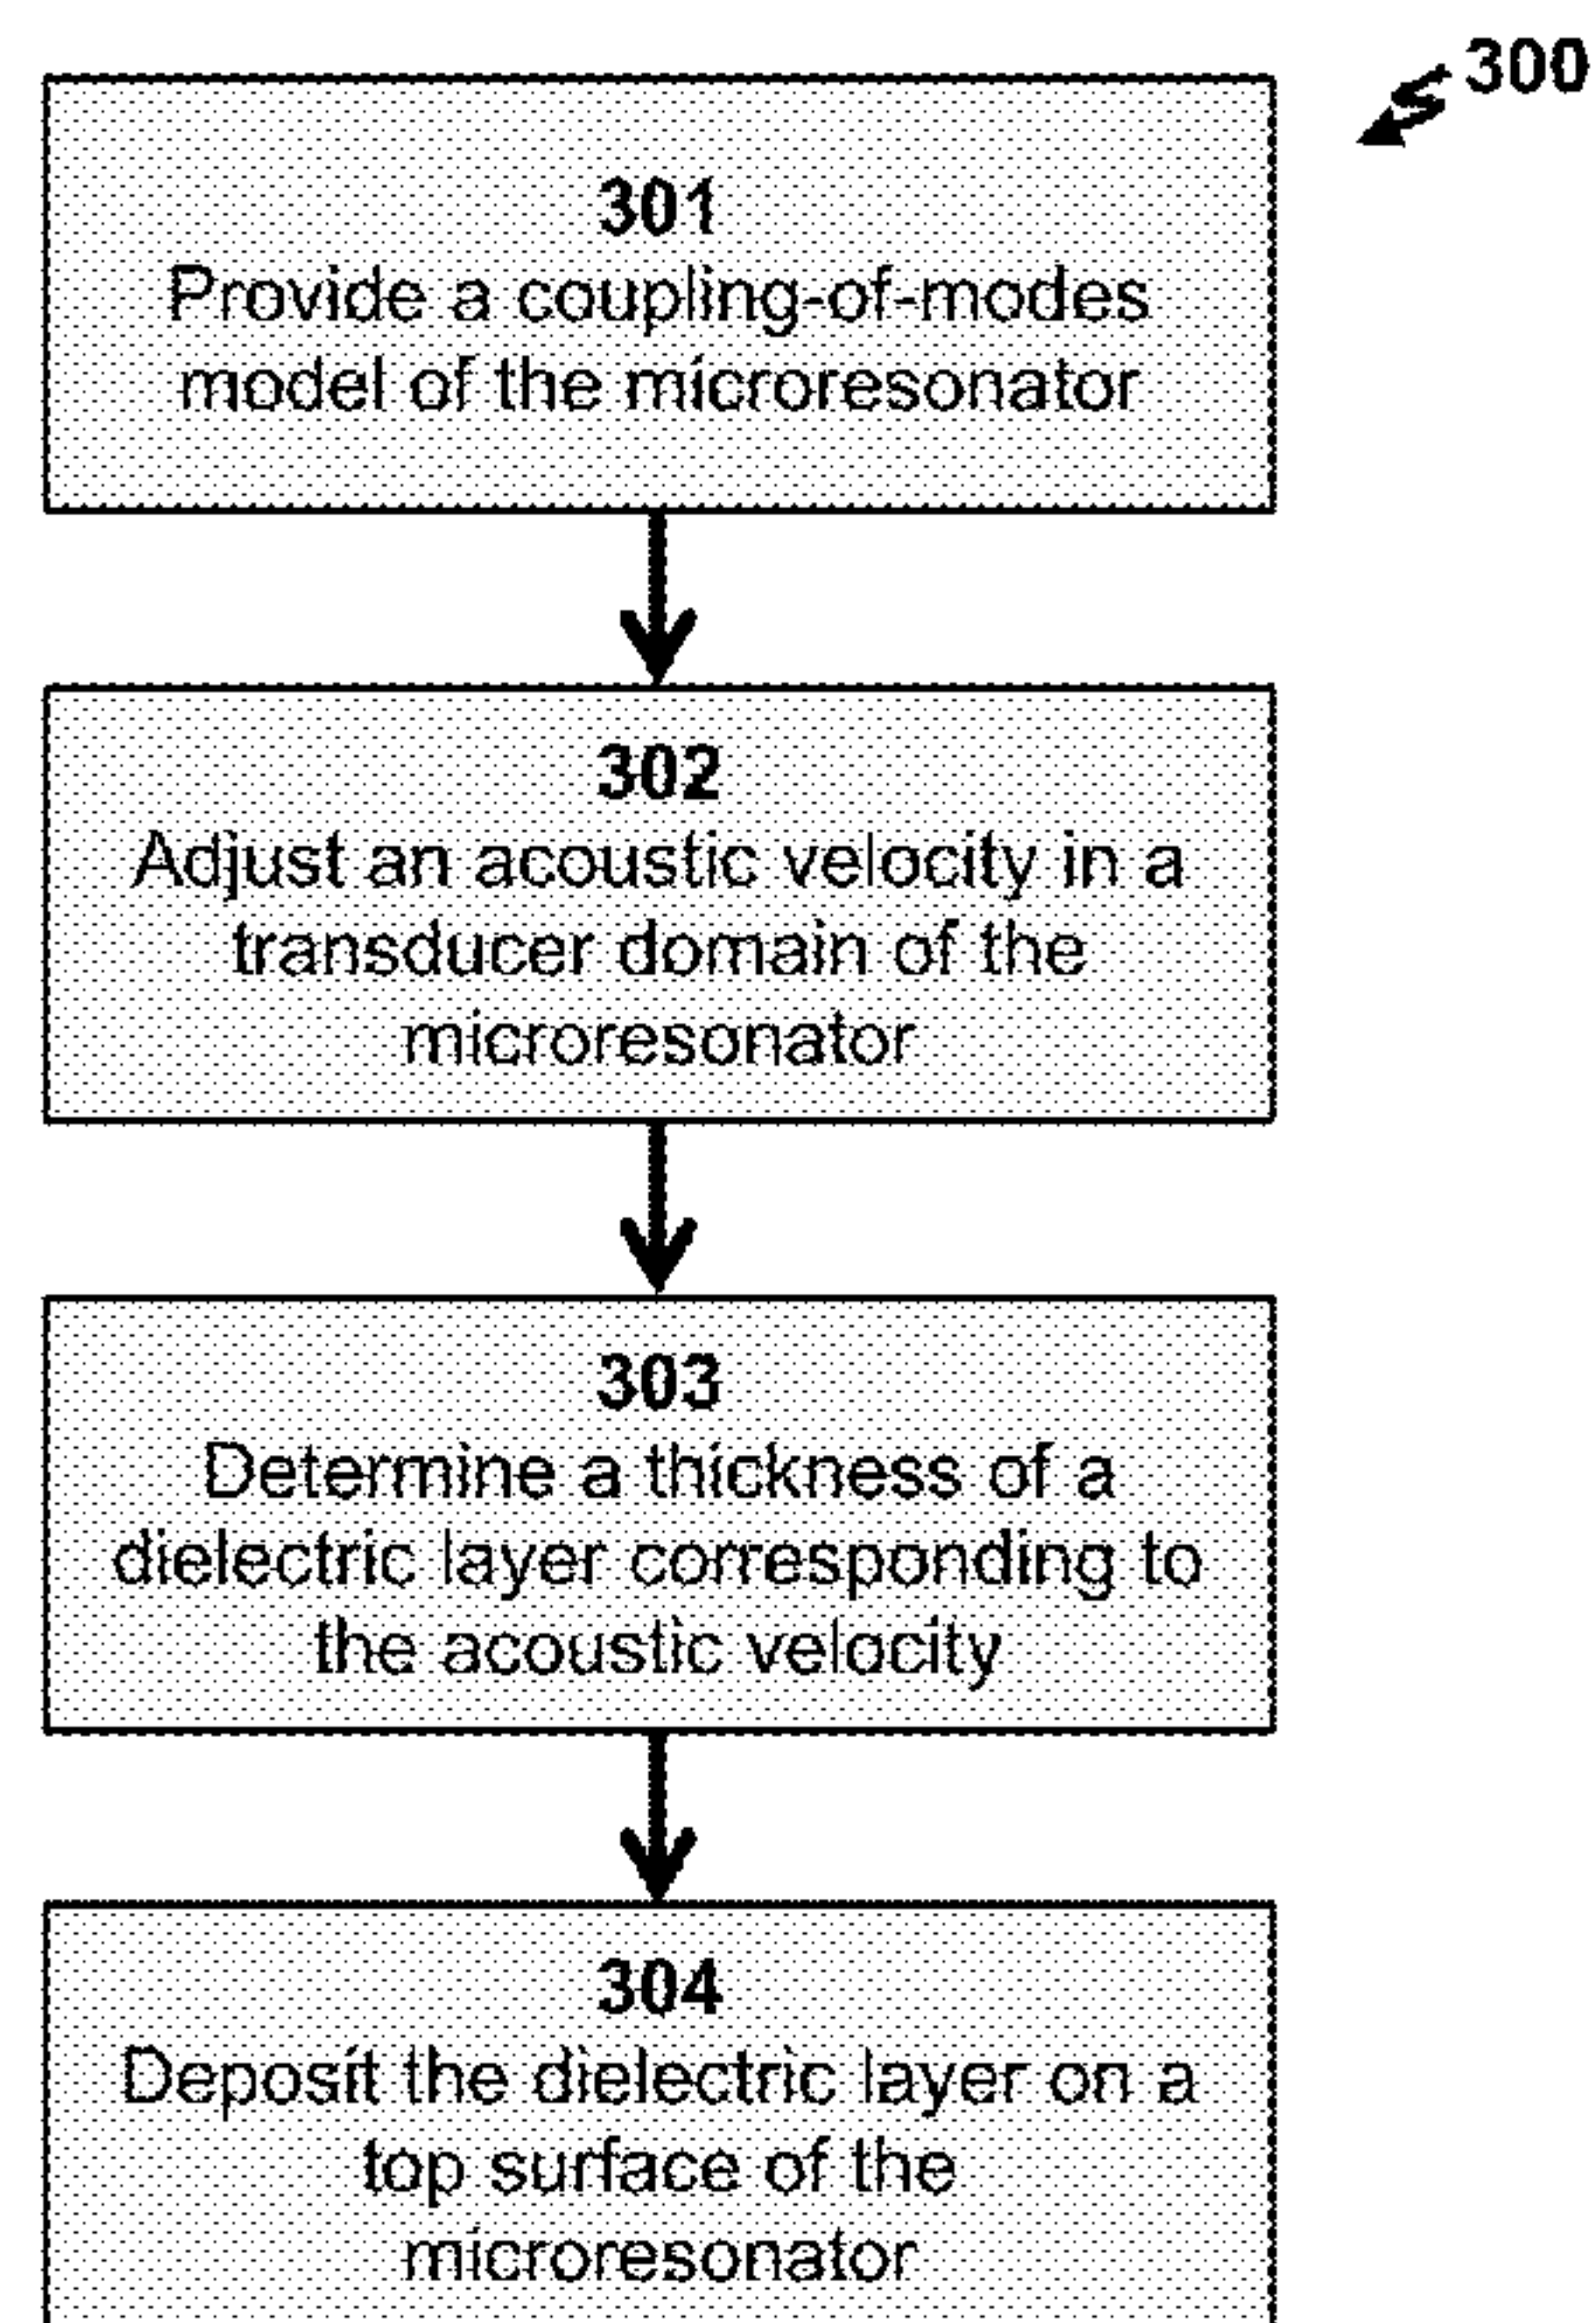 300
301
Provide a coupling-of-modes
model of the microresonator
302
Adjust an acoustic velocity in a
transducer domain of the
microresonator
303
Determine a thickness of a
dielectric layer corresponding to
the acoustic velocity
304
Deposit the dielectric layer on a
top surface of the
microresonator